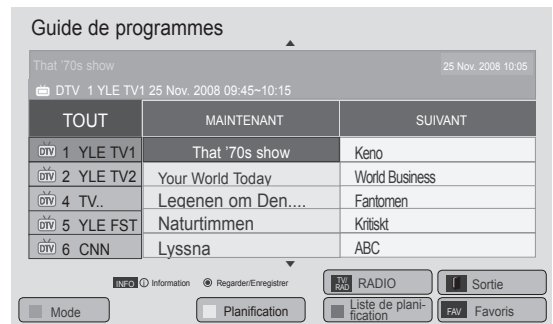 Guide de programmes
That '70s show 25 Nov. 2008 10:05
DTV 1 YLE TV1 25 Nov. 2008 09:45~10:15
TOUT MAINTENANT SUIVANT
DTV 1 YLE TV1 That '70s show Keno
DTV 2 YLE TV2 Your World Today World Business
DTV 4 TV.. Legenen om Den.... Fantomen
DTV 5 YLE FST Naturtimmen Kritiskt
DTV 6 CNN Lyssna ABC
INFO i Information Regarder/Enregistrer TV/RAD RADIO i Sortie
Mode Planification Liste de plani-fication FAV Favoris